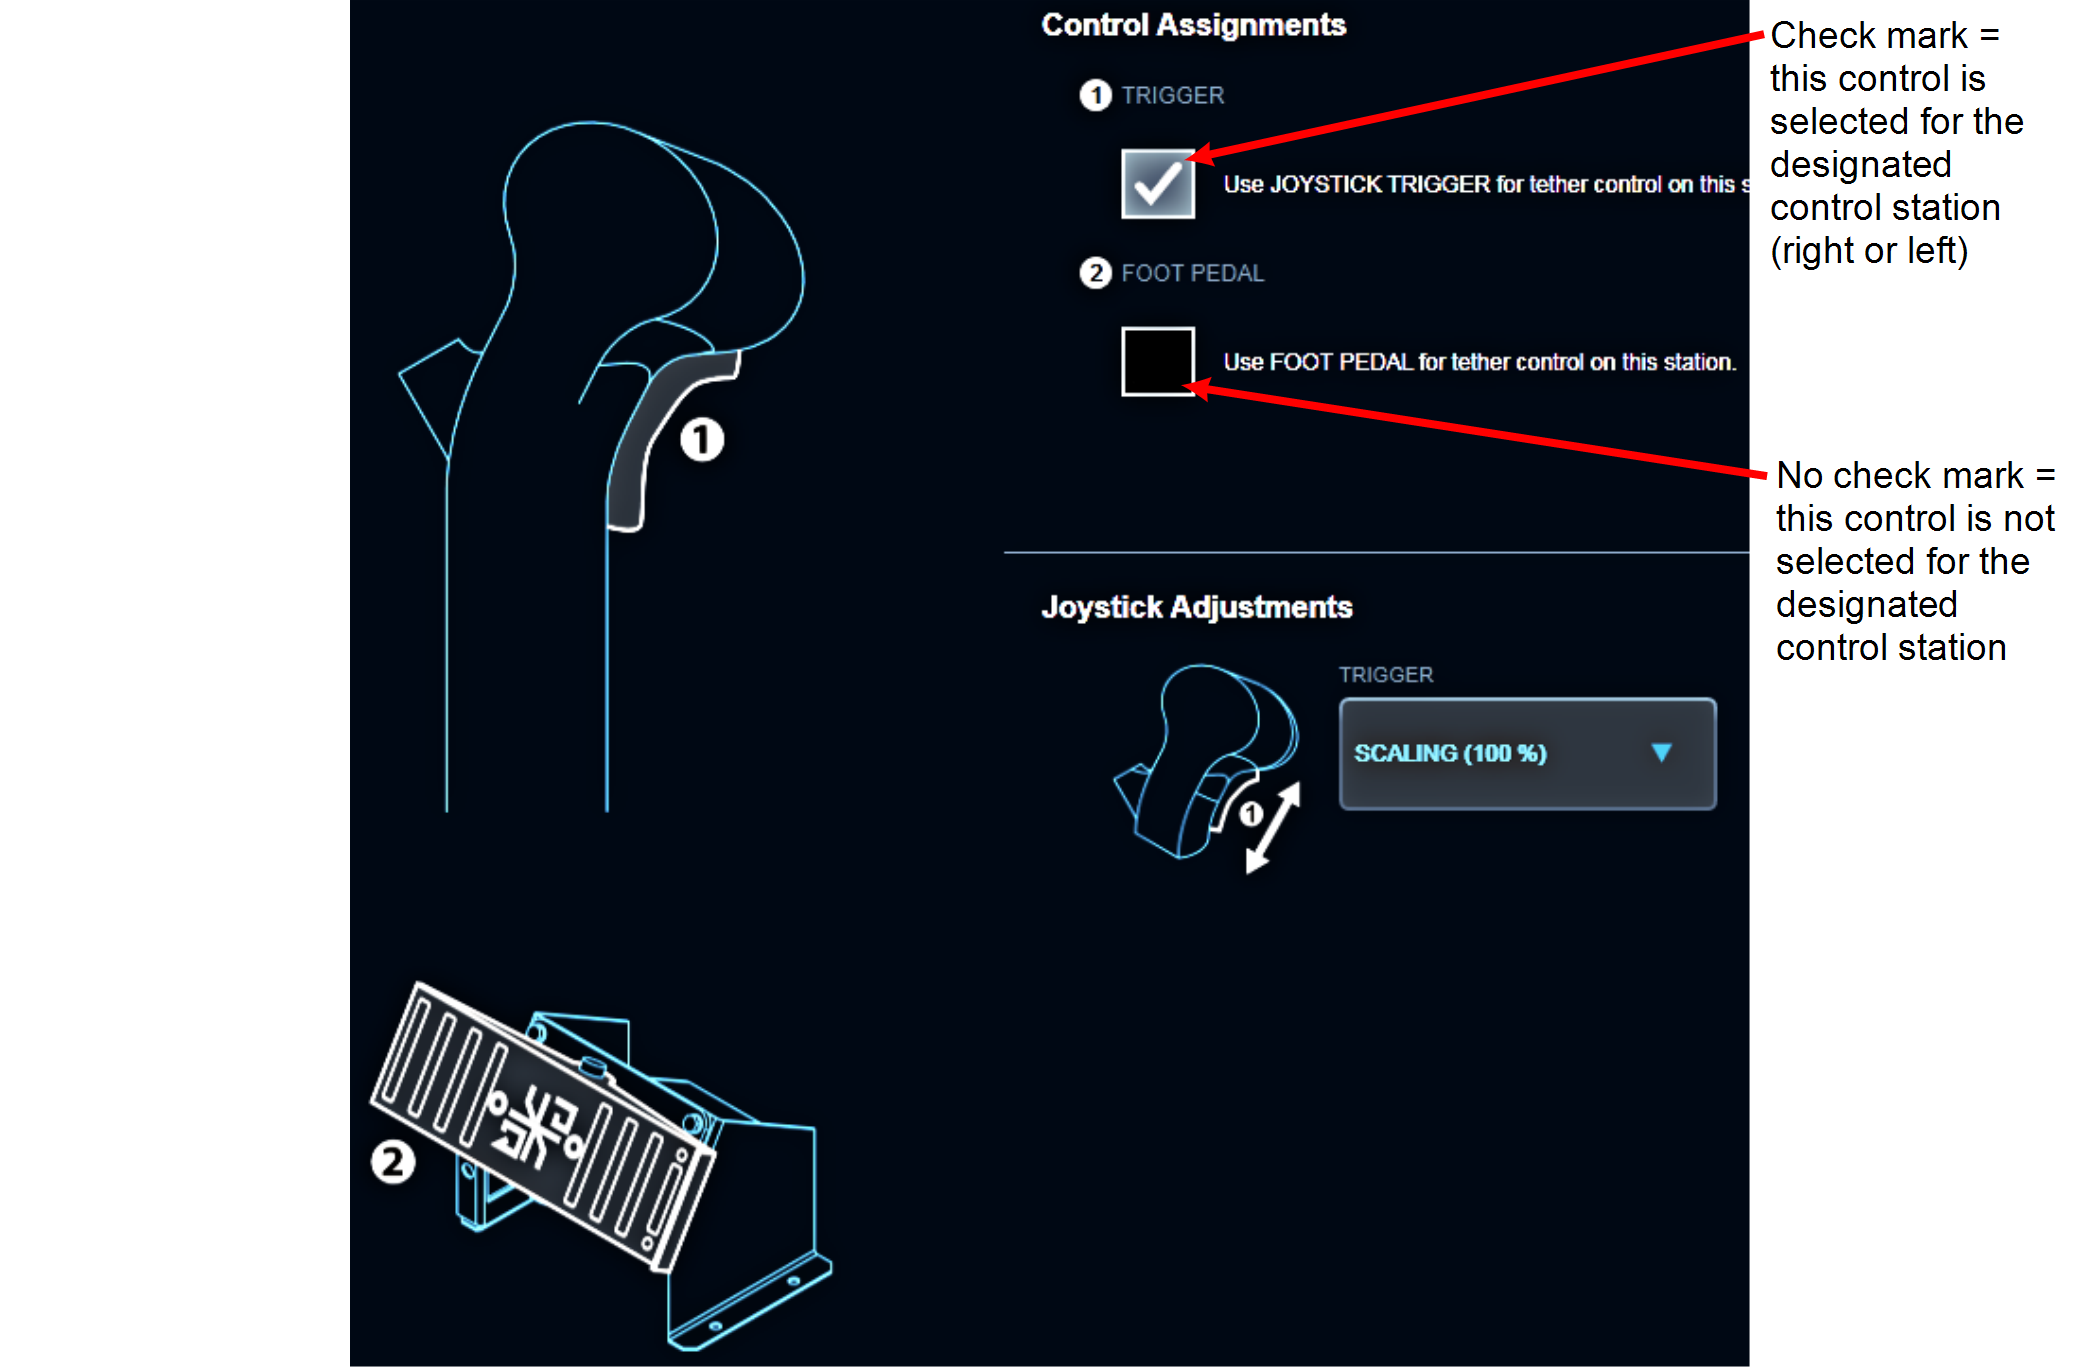 Control Assignments
1 TRIGGER
Use JOYSTICK TRIGGER for tether control on this s
2 FOOT PEDAL
Use FOOT PEDAL for tether control on this station.
Check mark =
this control is
selected for the
designated
control station
(right or left)
No check mark =
this control is not
selected for the
designated
control station
1
Joystick Adjustments
TRIGGER
SCALING (100 %)
1
2